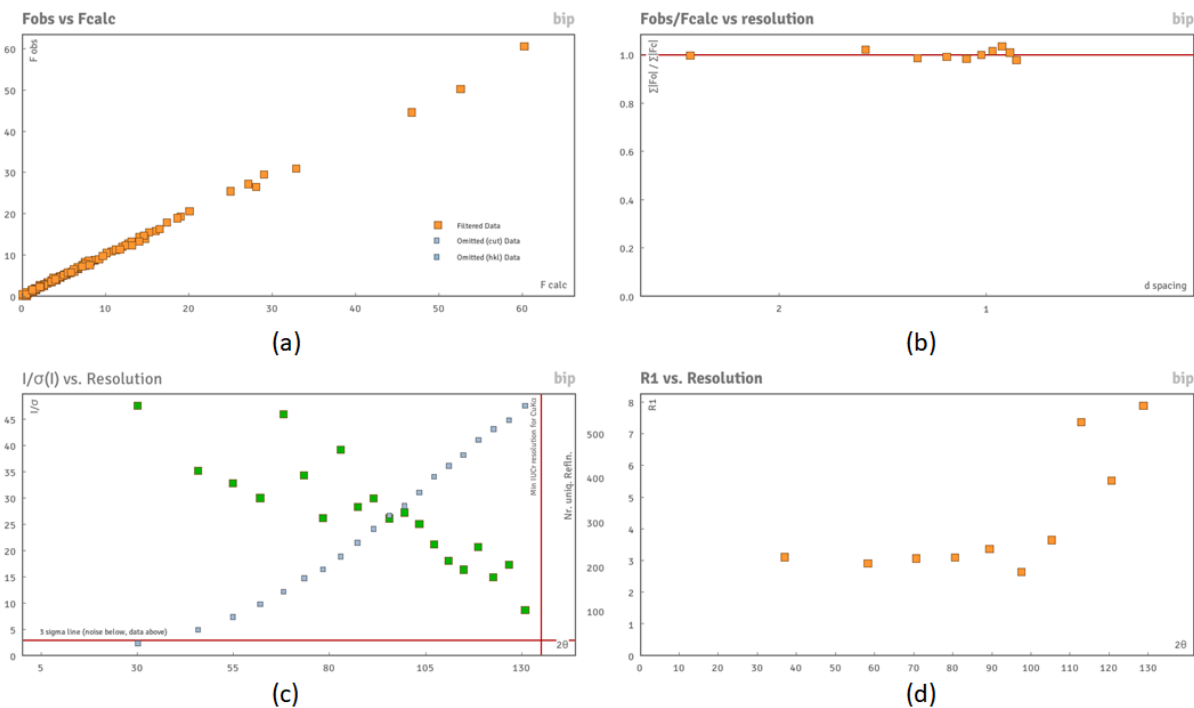 Fobs vs Fcalc
bip
F obs
60
50
40
30
20
10
0
Filtered Data
Omitted (cut) Data
Omitted (hkl) Data
F calc
0 10 20 30 40 50 60
(a)
Fobs/Fcalc vs resolution
bip
Σ|Fo| / Σ|Fc|
1.0
0.8
0.6
0.4
0.2
0.0
d spacing
2 1
(b)
I/σ(I) vs. Resolution
bip
I/σ
45
40
35
30
25
20
15
10
5
0
Min IUCr resolution for CuKα
Nr. uniq. Refln.
500
400
300
200
100
3 sigma line (noise below, data above)
2θ
5 30 55 80 105 130
(c)
R1 vs. Resolution
bip
R1
8
7
6
5
4
3
2
1
0
2θ
0 10 20 30 40 50 60 70 80 90 100 110 120 130
(d)